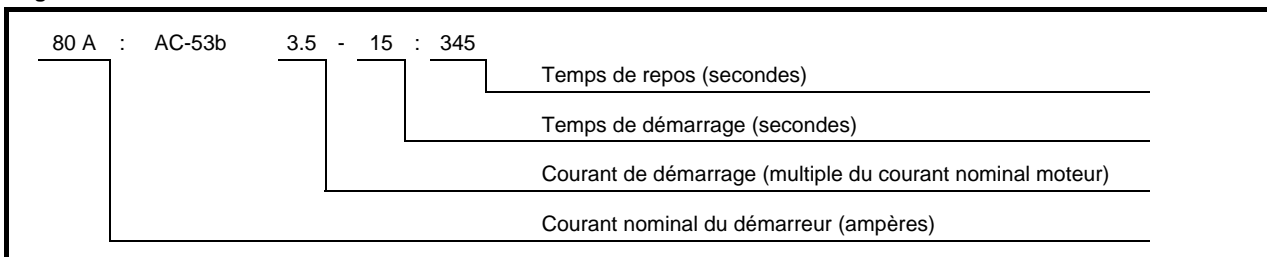 80 A : AC-53b 3.5 - 15 : 345
Temps de repos (secondes)
Temps de démarrage (secondes)
Courant de démarrage (multiple du courant nominal moteur)
Courant nominal du démarreur (ampères)